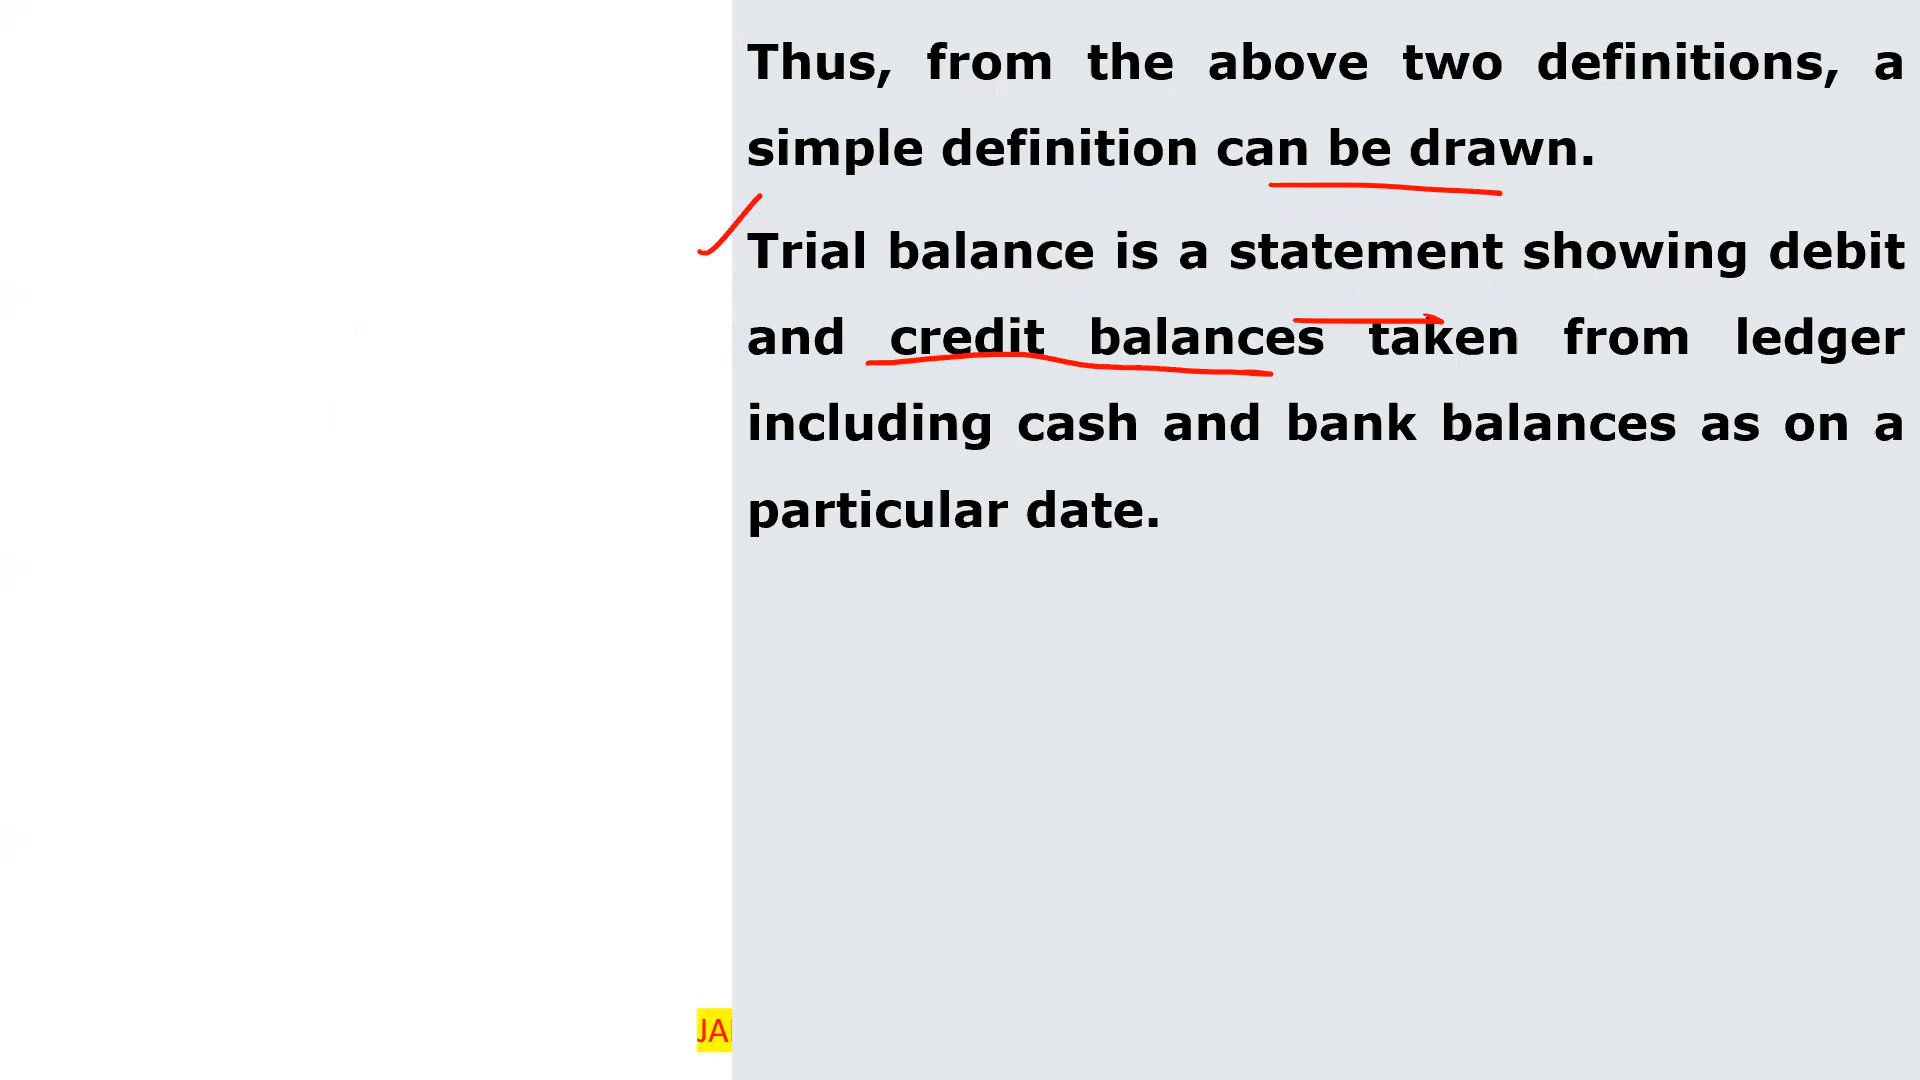 Thus, from the above two definitions, a
simple definition can be drawn.
Trial balance is a statement showing debit
and credit balances taken from ledger
including cash and bank balances as on a
particular date.
JA